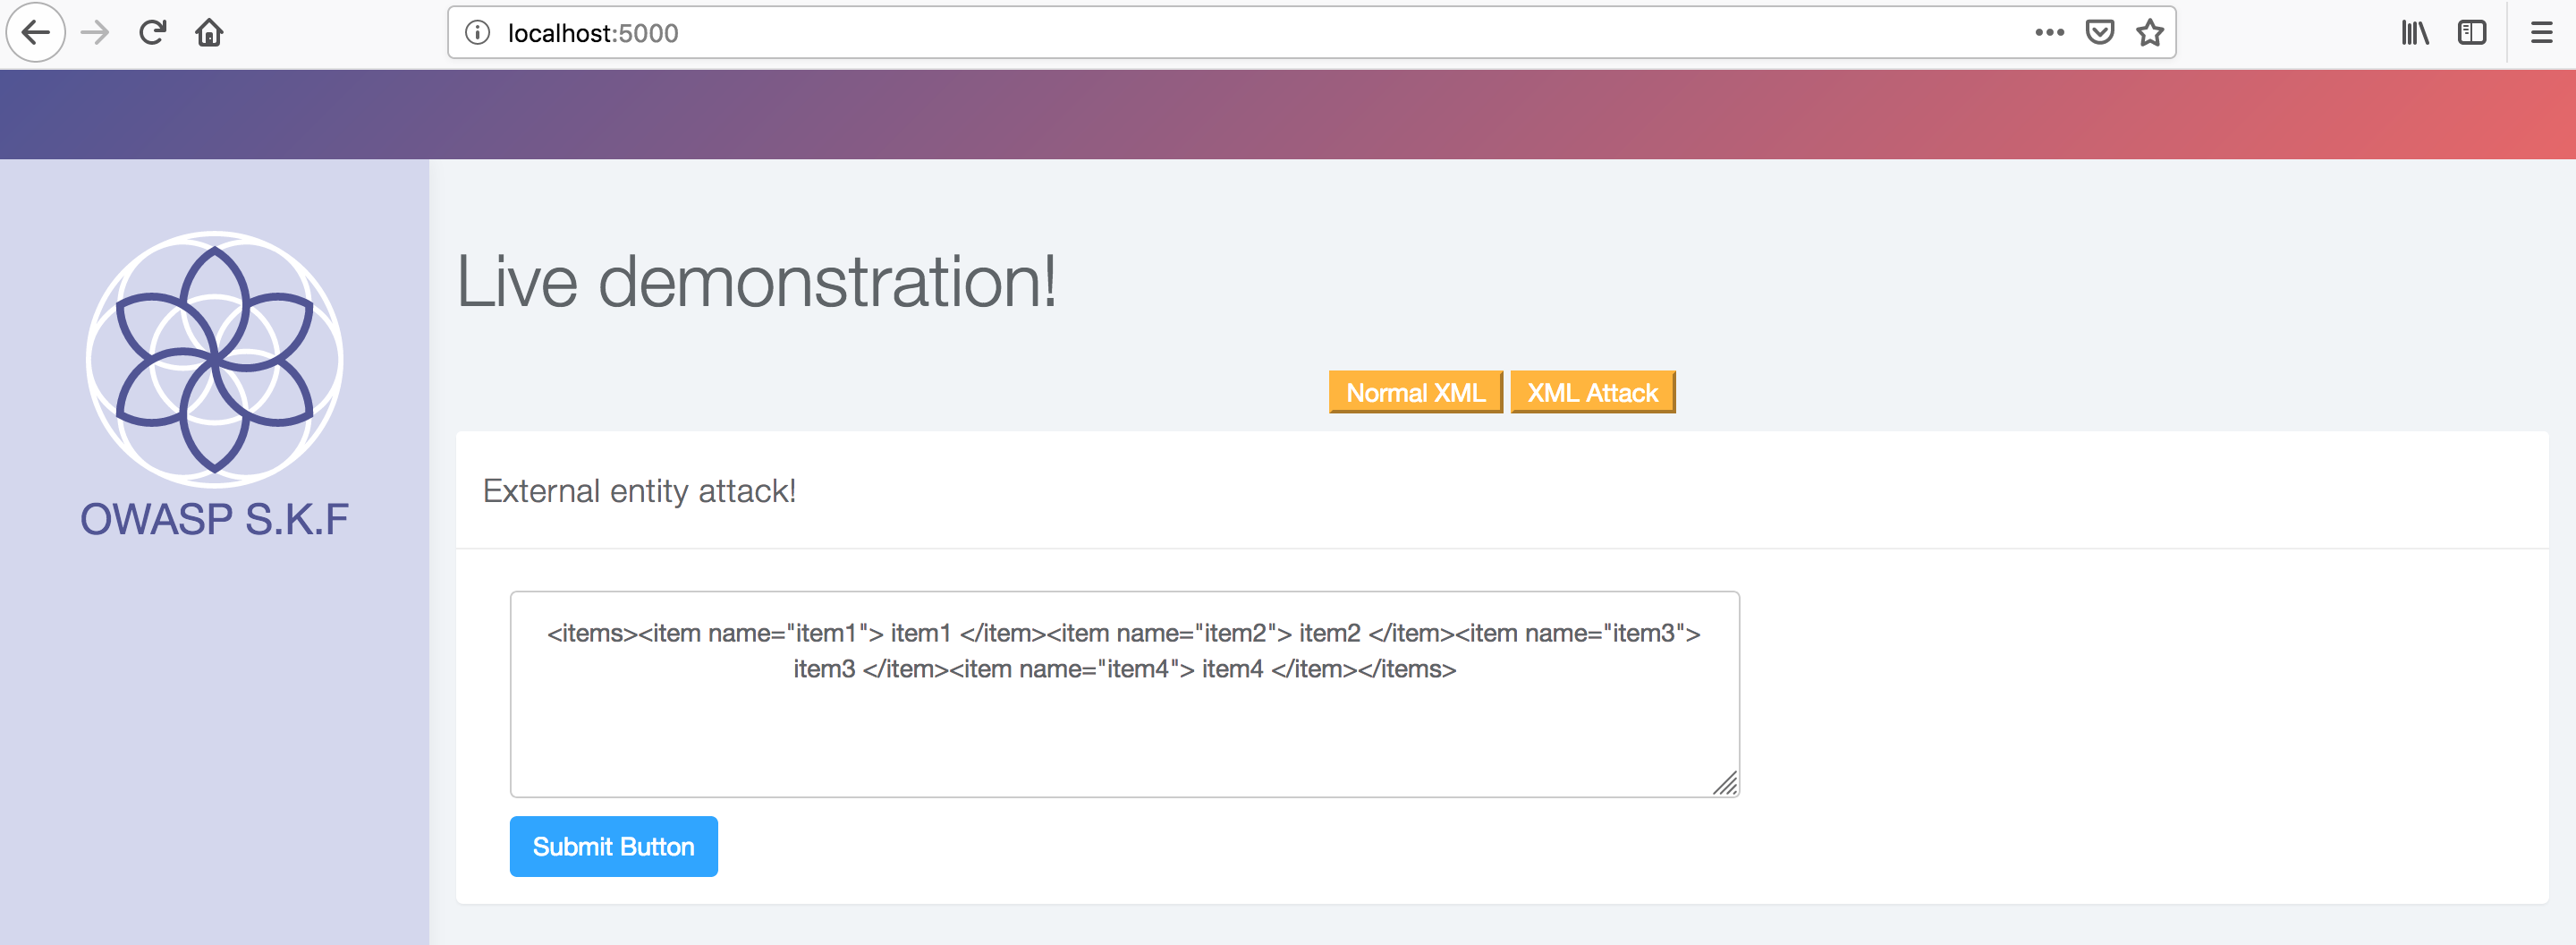 localhost:5000
OWASP S.K.F
Live demonstration!
Normal XML XML Attack
External entity attack!
<items><item name="item1"> item1 </item><item name="item2"> item2 </item><item name="item3">
item3 </item><item name="item4"> item4 </item></items>
Submit Button